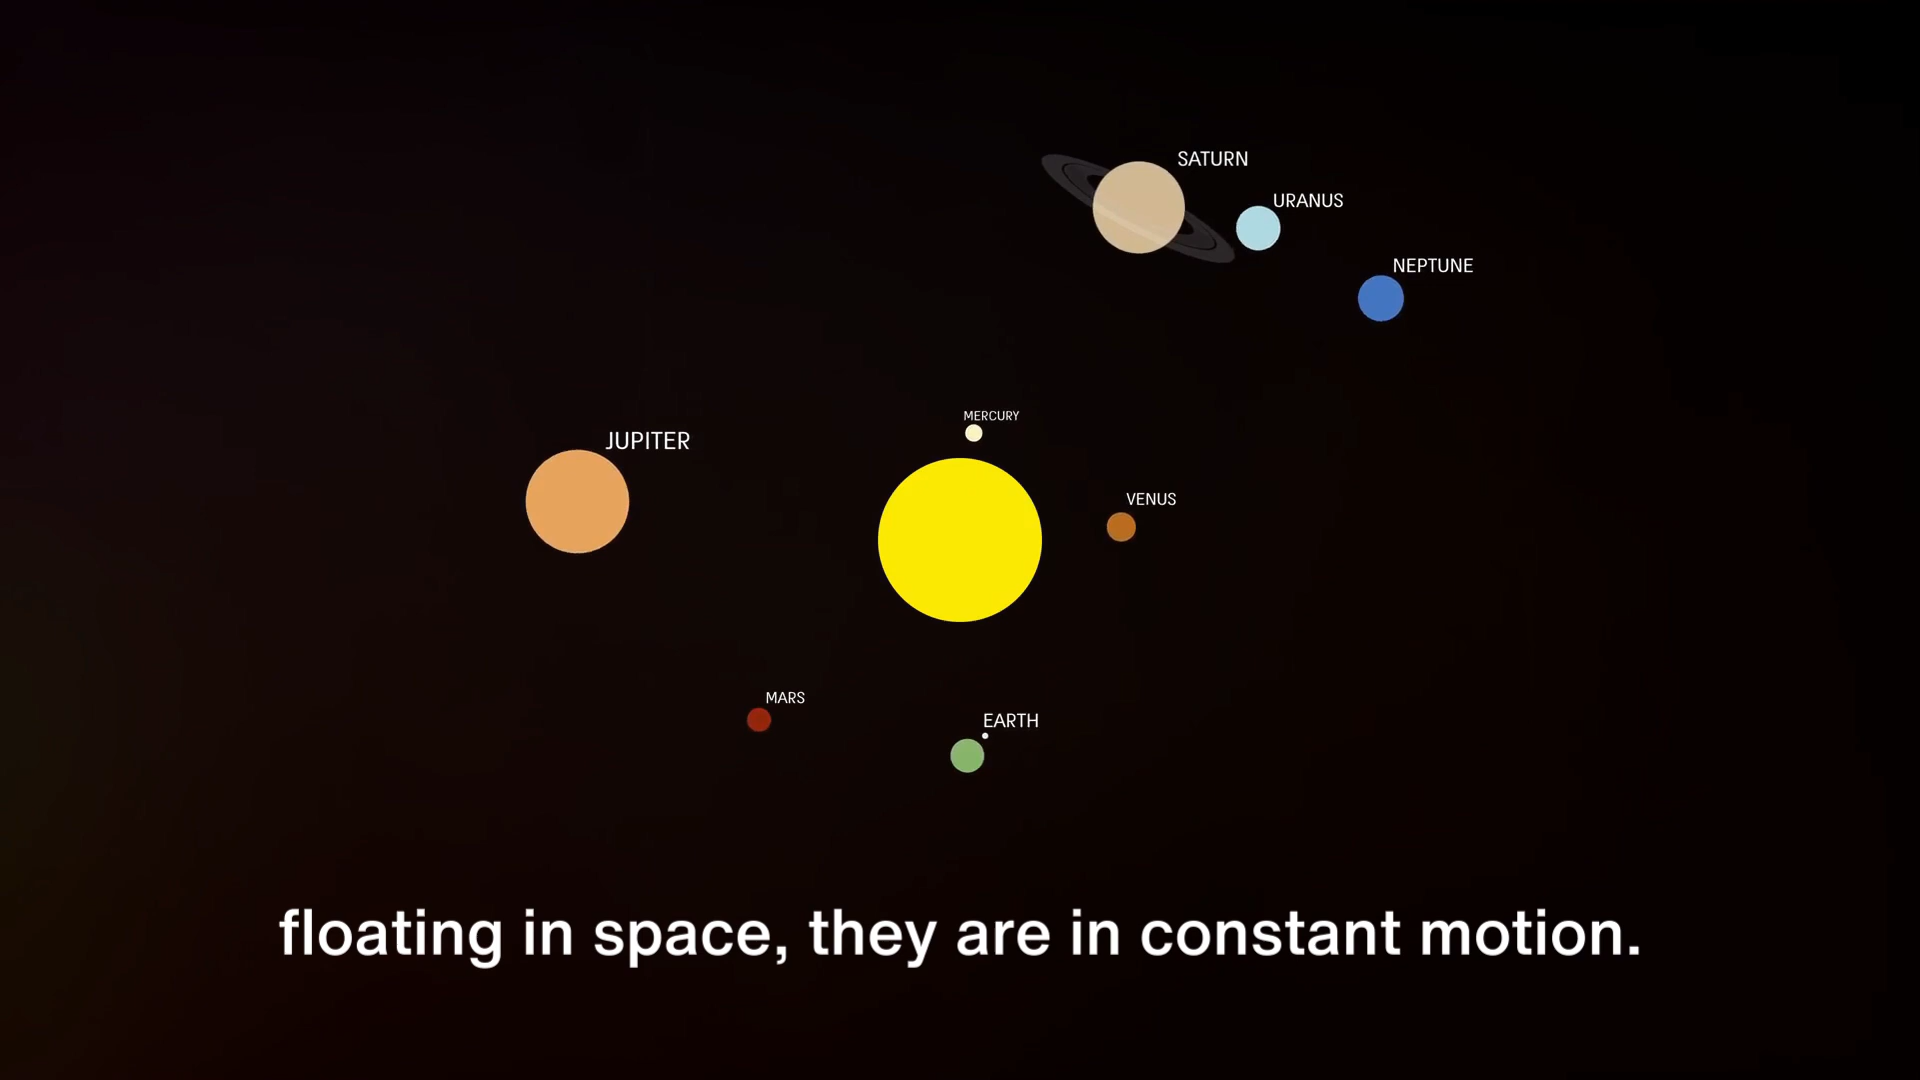 SATURN
URANUS
NEPTUNE
MERCURY
JUPITER
VENUS
MARS
EARTH
floating in space, they are in constant motion.